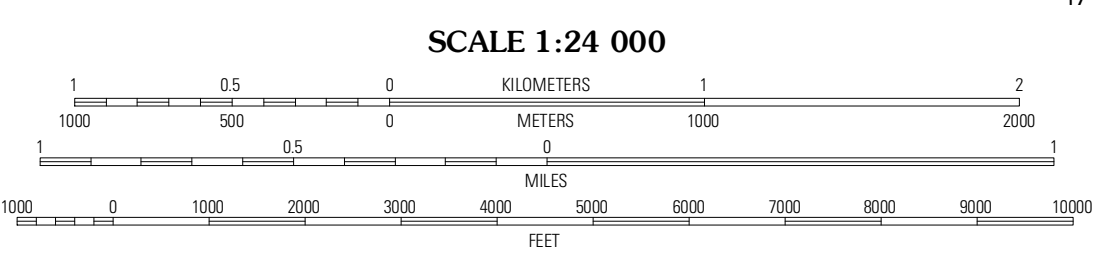 SCALE 1:24 000
1 0.5 0 KILOMETERS 1 2
1000 500 0 METERS 1000 2000
1 0.5 0 1
MILES
1000 0 1000 2000 3000 4000 5000 6000 7000 8000 9000 10000
FEET